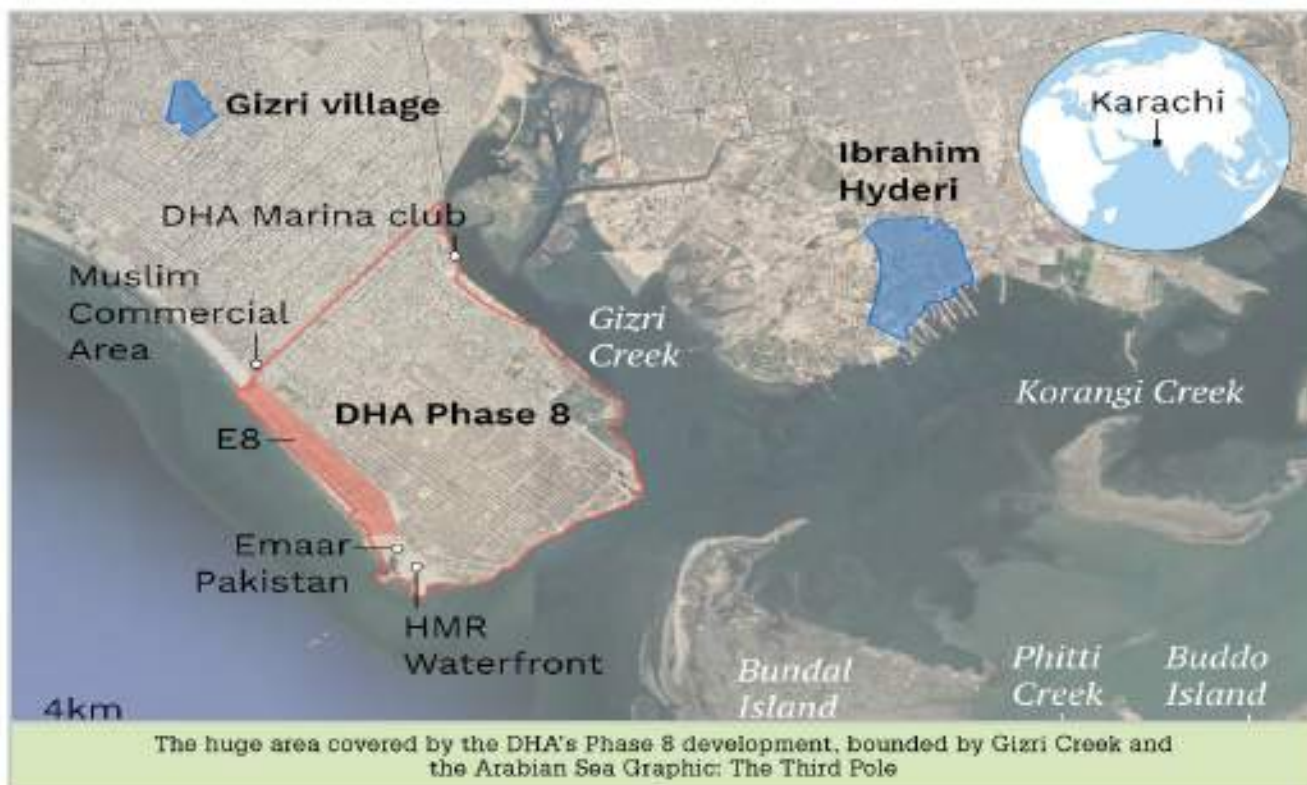 Gizri village
Karachi
Ibrahim
Hyderi
DHA Marina club
Muslim
Commercial
Area
Gizri
Creek
Korangi Creek
DHA Phase 8
E8
Emaar
Pakistan
HMR
Waterfront
Bundal
Island
Phitti
Creek
Buddo
Island
4km
The huge area covered by the DHA's Phase 8 development, bounded by Gizri Creek and
the Arabian Sea Graphic: The Third Pole